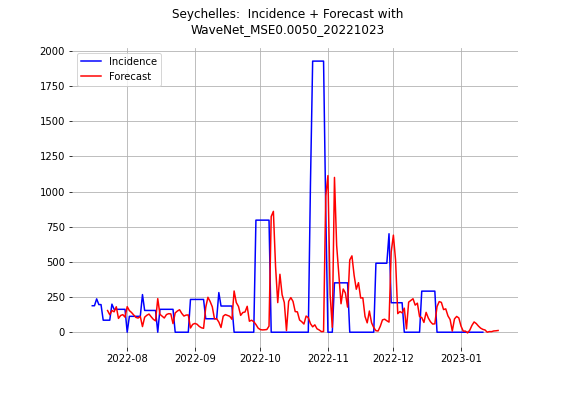 Seychelles:  Incidence + Forecast with
WaveNet_MSE0.0050_20221023
Incidence
Forecast
2000
1750
1500
1250
1000
750
500
250
0
2022-08 2022-09 2022-10 2022-11 2022-12 2023-01